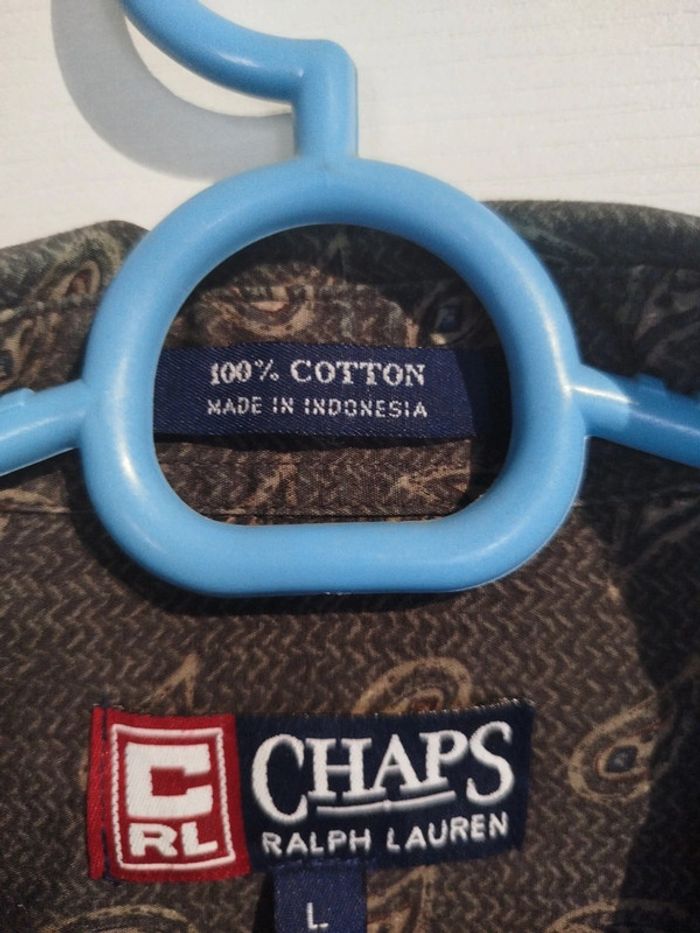 100% COTTON
MADE IN INDONESIA
C
RL
CHAPS
RALPH LAUREN
L